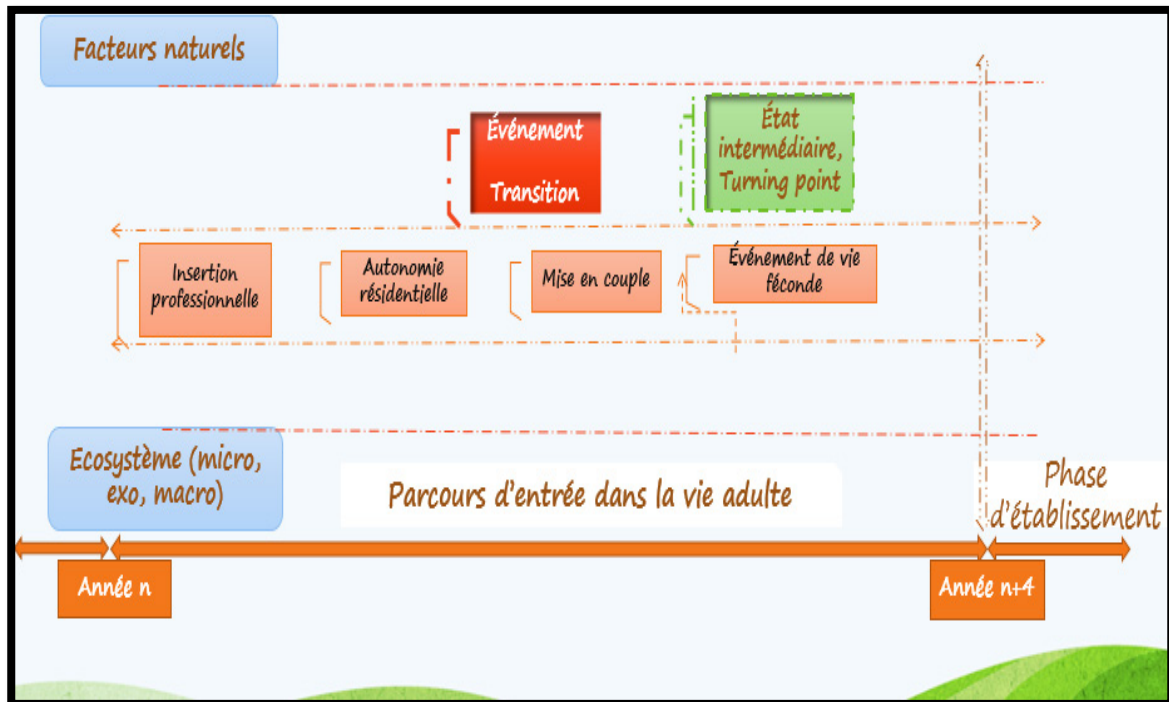 Facteurs naturels
Événement
Transition
État
intermédiaire,
Turning point
Insertion
professionnelle
Autonomie
résidentielle
Mise en couple
Événement de vie
féconde
Ecosystème (micro,
exo, macro)
Parcours d'entrée dans la vie adulte
Phase
d'établissement
Année n
Année n+4